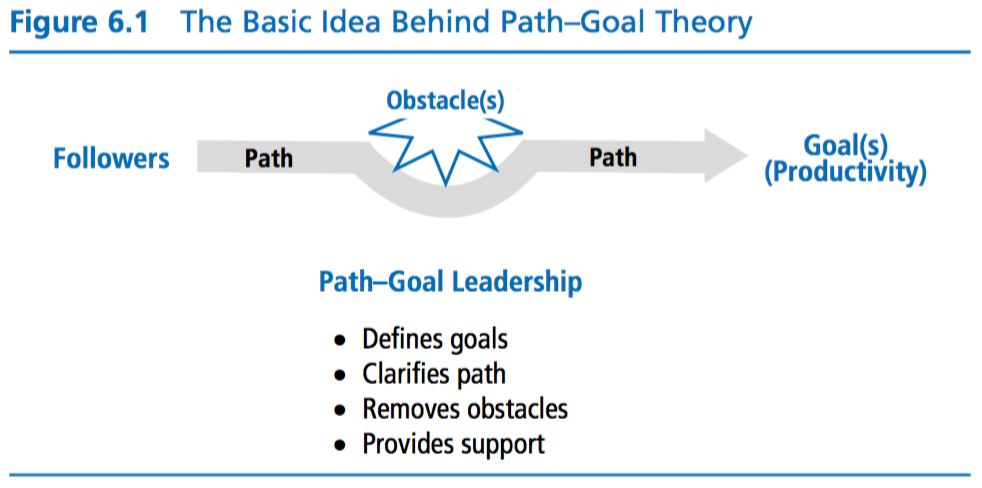 Figure 6.1 The Basic Idea Behind Path–Goal Theory
Obstacle(s)
Followers
Path
Path
Goal(s)
(Productivity)
Path–Goal Leadership
• Defines goals
• Clarifies path
• Removes obstacles
• Provides support